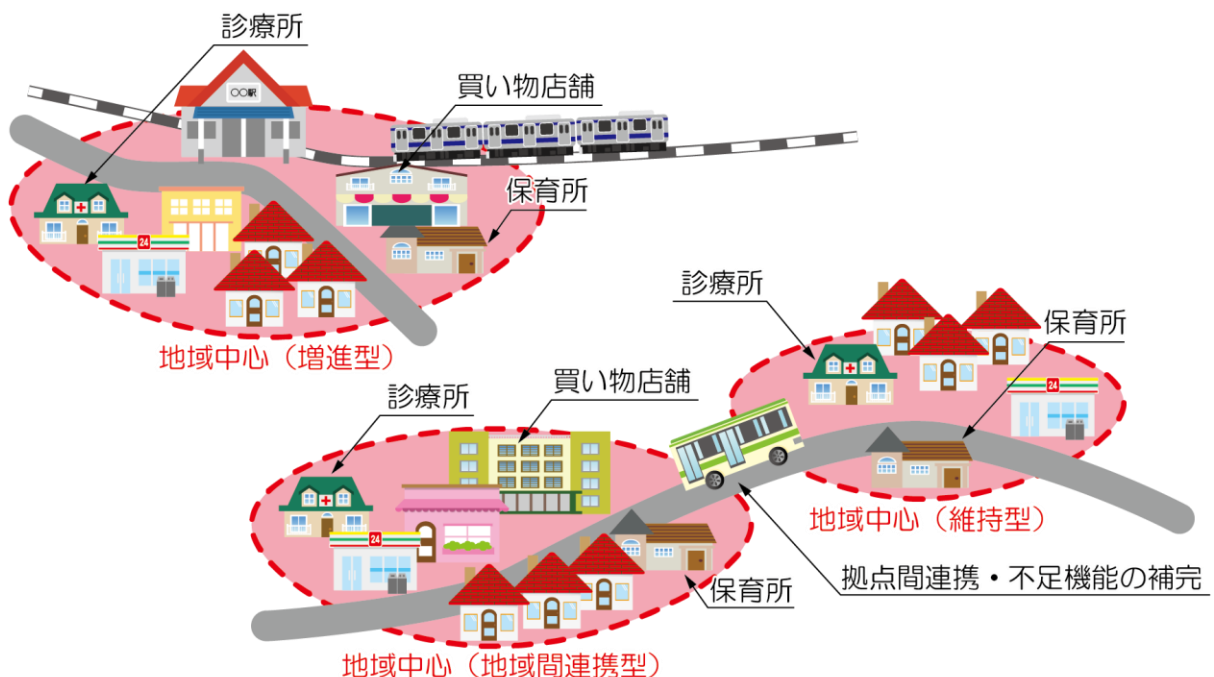 診療所
〇〇駅
買い物店舗
保育所
24
地域中心（増進型）
診療所
保育所
24
地域中心（維持型）
買い物店舗
診療所
24
保育所
拠点間連携・不足機能の補完
地域中心（地域間連携型）